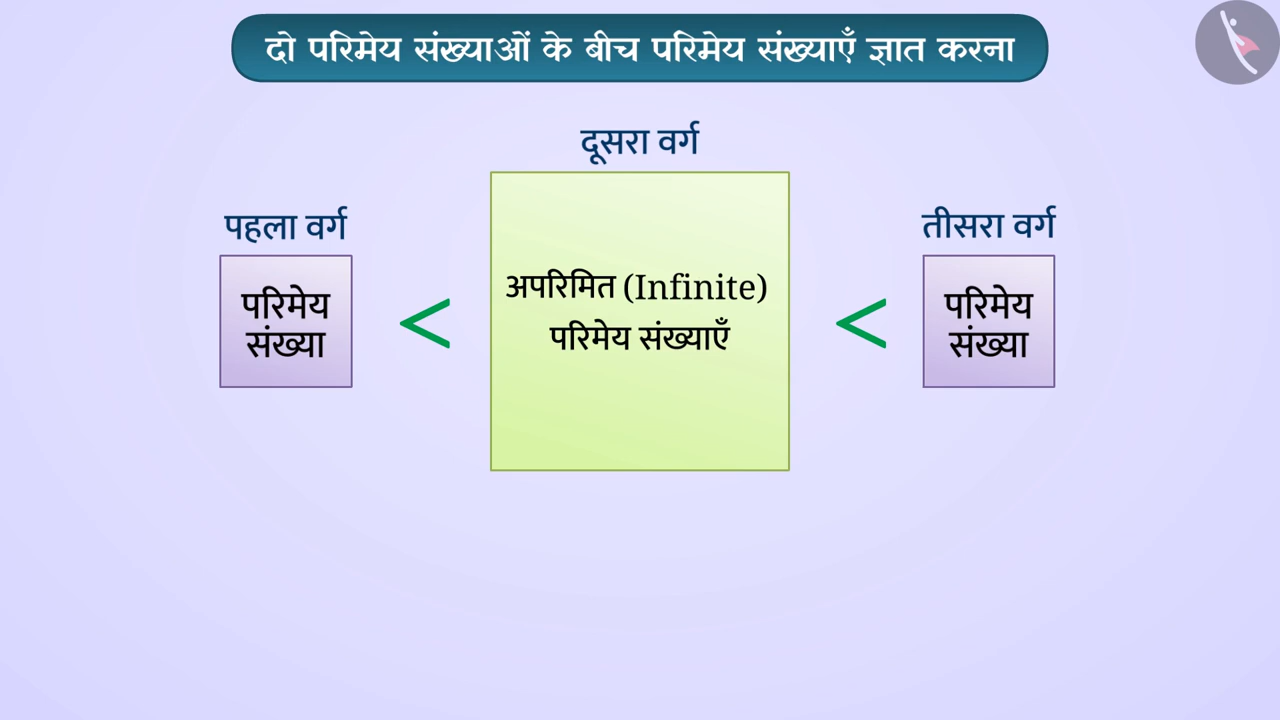 दो परिमेय संख्याओं के बीच परिमेय संख्याएँ ज्ञात करना
दूसरा वर्ग
पहला वर्ग
तीसरा वर्ग
परिमेय
संख्या
<
अपरिमित (Infinite)
परिमेय संख्याएँ
<
परिमेय
संख्या